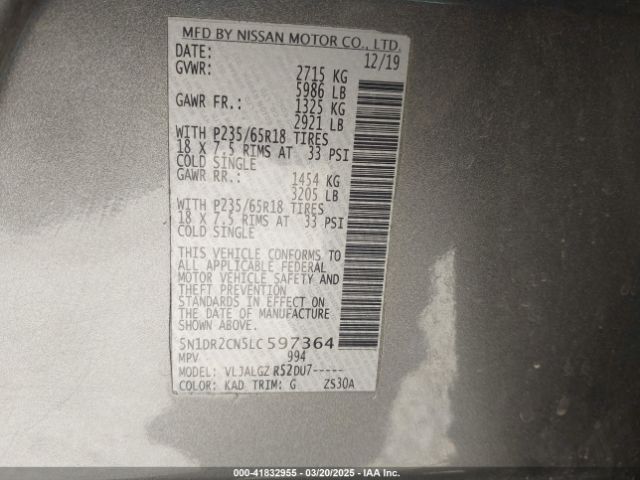 MFD BY NISSAN MOTOR CO., LTD.
DATE: 12/19
GVWR: 2715 KG
5986 LB
GAWR FR.: 1325 KG
2921 LB
WITH P235/65R18 TIRES
18 X 7.5 RIMS AT 33 PSI
COLD SINGLE
GAWR RR.: 1454 KG
3205 LB
WITH P235/65R18 TIRES
18 X 7.5 RIMS AT 33 PSI
COLD SINGLE
THIS VEHICLE CONFORMS TO
ALL APPLICABLE FEDERAL
MOTOR VEHICLE SAFETY AND
THEFT PREVENTION
STANDARDS IN EFFECT ON
THE DATE OF MANUFACTURE
SHOWN ABOVE.
5N1DR2CN5LC597364
MPV 994
MODEL: VLJALGZ R52DU7-----
COLOR: KAD TRIM: G ZS30A
000-41832955 — 03/20/2025 — IAA Inc.